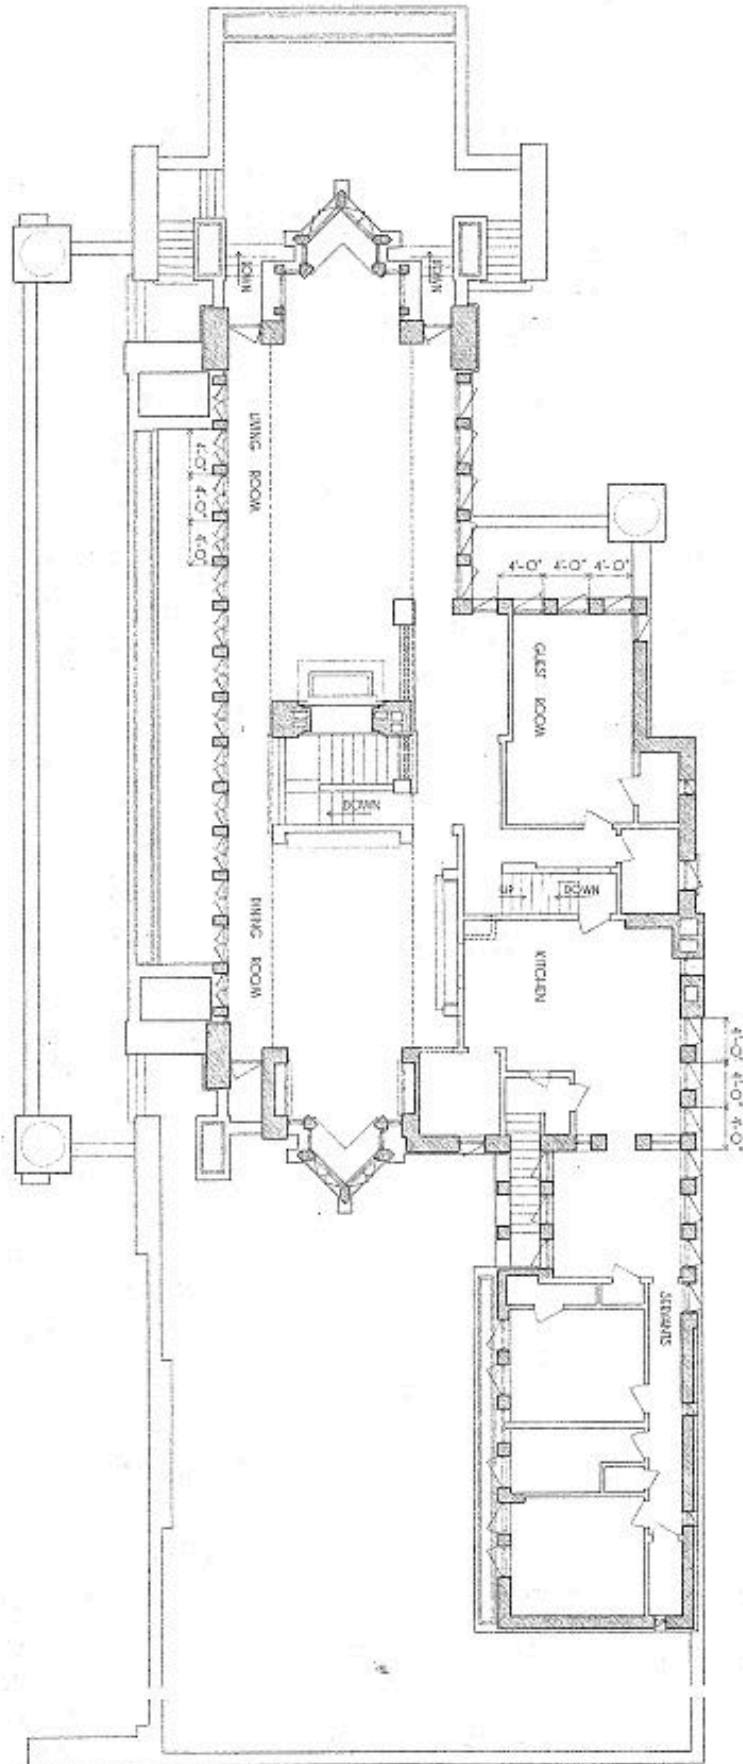 DOWN
DOWN
LIVING ROOM
4'-0"
4'-0"
4'-0"
4'-0" 4'-0" 4'-0"
GUEST ROOM
DOWN
UP
DOWN
DINING ROOM
KITCHEN
4'-0"
4'-0"
4'-0"
SERVANTS